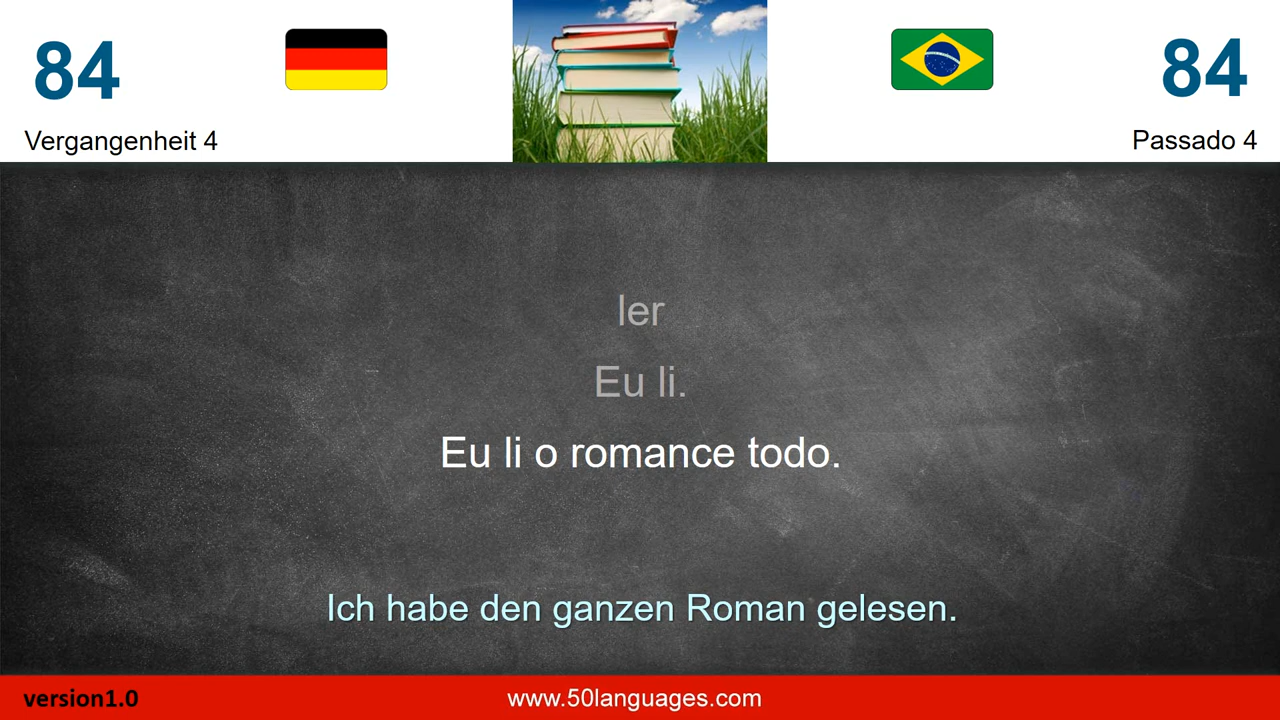 84
84
Vergangenheit 4
Passado 4
ler
Eu li.
Eu li o romance todo.
Ich habe den ganzen Roman gelesen.
version1.0
www.50languages.com